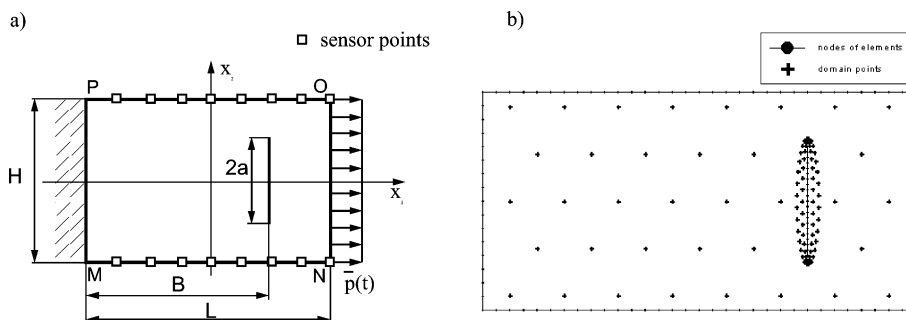 a)
sensor points
x₂
P
O
H
2a
x₁
M
N
p̅(t)
B
L
b)
nodes of elements
domain points